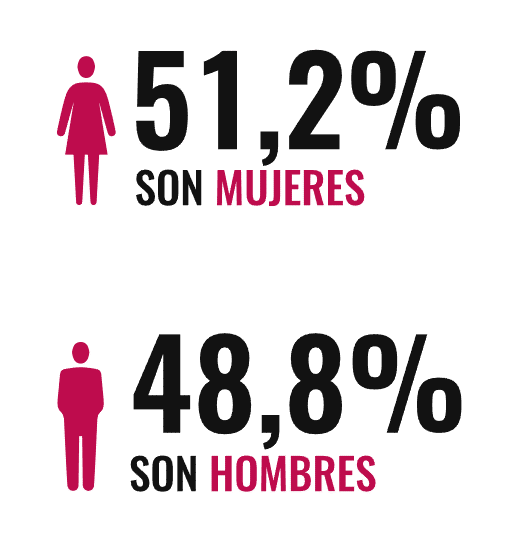 51,2%
SON MUJERES
48,8%
SON HOMBRES